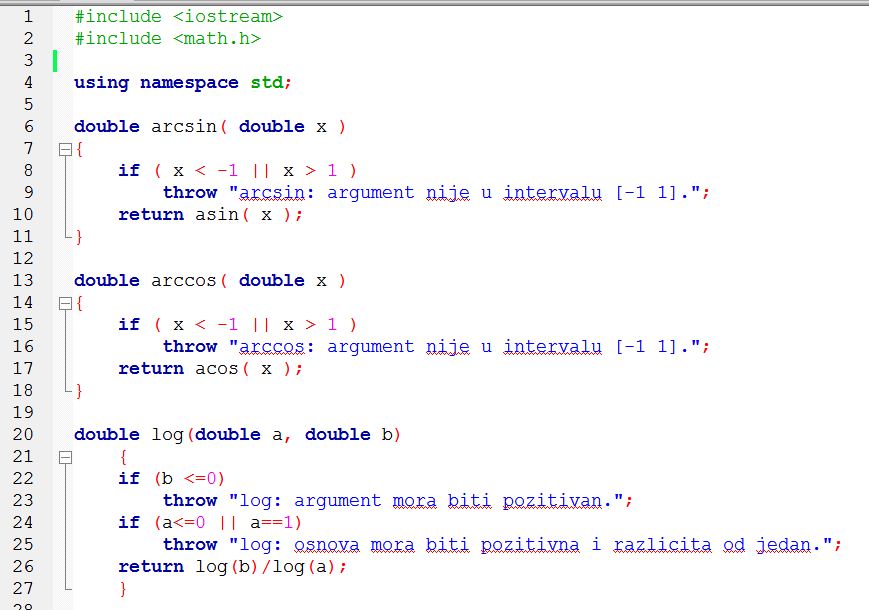 1 #include <iostream>
2 #include <math.h>
3
4 using namespace std;
5
6 double arcsin( double x )
7 {
8 if ( x < -1 || x > 1 )
9 throw "arcsin: argument nije u intervalu [-1 1].";
10 return asin( x );
11 }
12
13 double arccos( double x )
14 {
15 if ( x < -1 || x > 1 )
16 throw "arccos: argument nije u intervalu [-1 1].";
17 return acos( x );
18 }
19
20 double log(double a, double b)
21 {
22 if (b <=0)
23 throw "log: argument mora biti pozitivan.";
24 if (a<=0 || a==1)
25 throw "log: osnova mora biti pozitivna i razlicita od jedan.";
26 return log(b)/log(a);
27 }
28